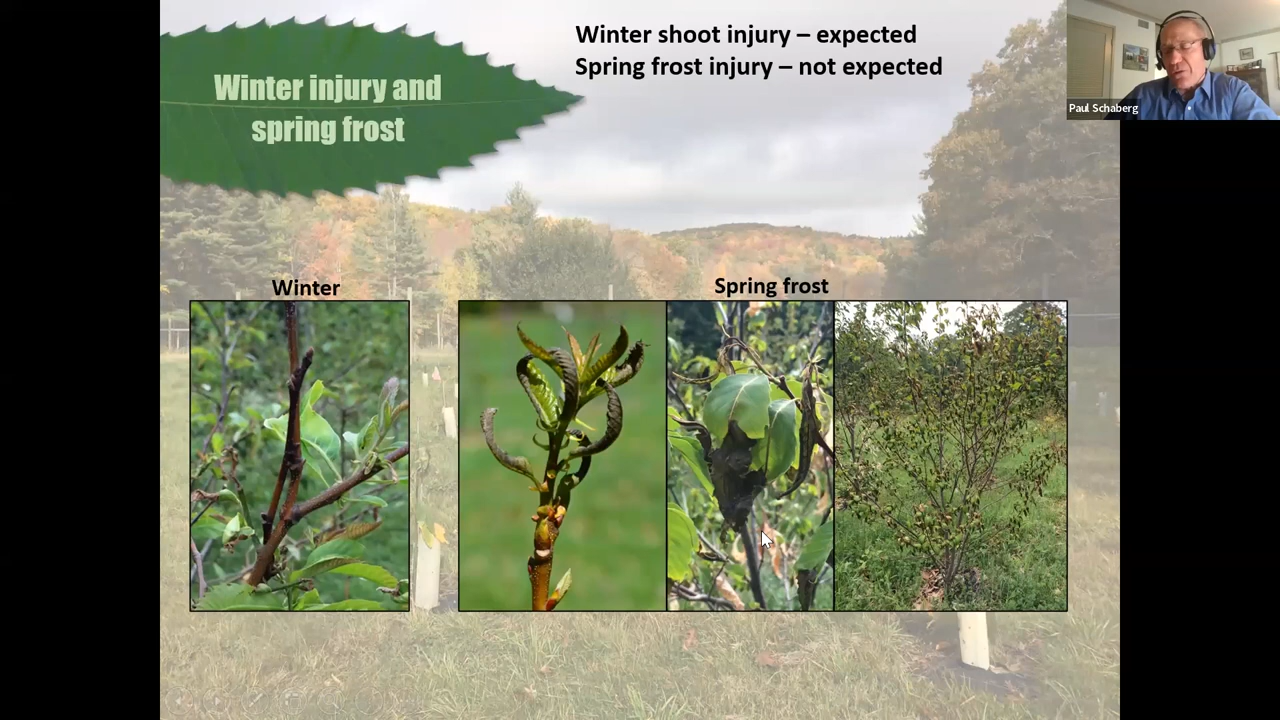 Winter injury and
spring frost
Winter shoot injury – expected
Spring frost injury – not expected
Paul Schaberg
Winter
Spring frost